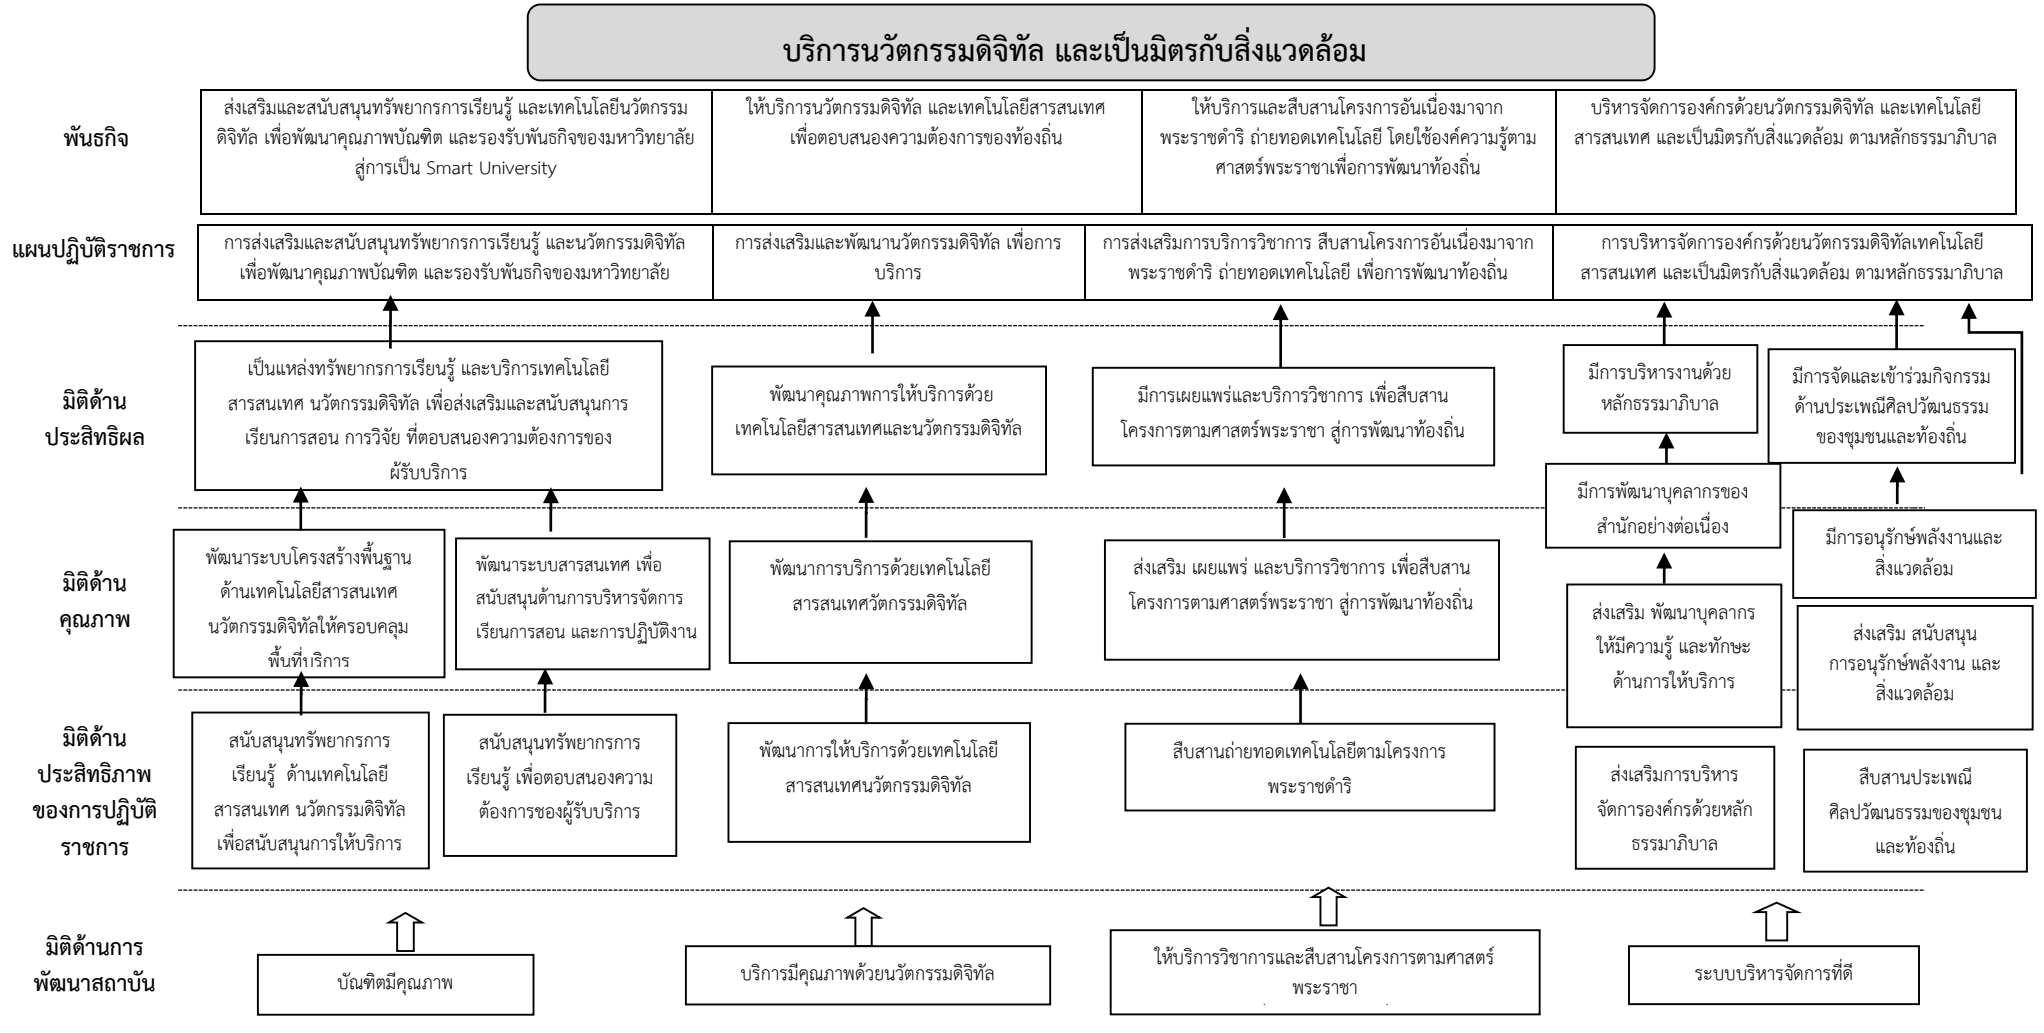 บริการนวัตกรรมดิจิทัล และเป็นมิตรกับสิ่งแวดล้อม
พันธกิจ
ส่งเสริมและสนับสนุนทรัพยากรการเรียนรู้ และเทคโนโลยีนวัตกรรม
ดิจิทัล เพื่อพัฒนาคุณภาพบัณฑิต และรองรับพันธกิจของมหาวิทยาลัย
สู่การเป็น Smart University
ให้บริการนวัตกรรมดิจิทัล และเทคโนโลยีสารสนเทศ
เพื่อตอบสนองความต้องการของท้องถิ่น
ให้บริการและสืบสานโครงการอันเนื่องมาจาก
พระราชดำริ ถ่ายทอดเทคโนโลยี โดยใช้องค์ความรู้ตาม
ศาสตร์พระราชาเพื่อการพัฒนาท้องถิ่น
บริหารจัดการองค์กรด้วยนวัตกรรมดิจิทัล และเทคโนโลยี
สารสนเทศ และเป็นมิตรกับสิ่งแวดล้อม ตามหลักธรรมาภิบาล
แผนปฏิบัติราชการ
การส่งเสริมและสนับสนุนทรัพยากรการเรียนรู้ และนวัตกรรมดิจิทัล
เพื่อพัฒนาคุณภาพบัณฑิต และรองรับพันธกิจของมหาวิทยาลัย
การส่งเสริมและพัฒนานวัตกรรมดิจิทัล เพื่อการ
บริการ
การส่งเสริมการบริการวิชาการ สืบสานโครงการอันเนื่องมาจาก
พระราชดำริ ถ่ายทอดเทคโนโลยี เพื่อการพัฒนาท้องถิ่น
การบริหารจัดการองค์กรด้วยนวัตกรรมดิจิทัลเทคโนโลยี
สารสนเทศ และเป็นมิตรกับสิ่งแวดล้อม ตามหลักธรรมาภิบาล
มิติด้าน
ประสิทธิผล
เป็นแหล่งทรัพยากรการเรียนรู้ และบริการเทคโนโลยี
สารสนเทศ นวัตกรรมดิจิทัล เพื่อส่งเสริมและสนับสนุนการ
เรียนการสอน การวิจัย ที่ตอบสนองความต้องการของ
ผู้รับบริการ
พัฒนาคุณภาพการให้บริการด้วย
เทคโนโลยีสารสนเทศและนวัตกรรมดิจิทัล
มีการเผยแพร่และบริการวิชาการ เพื่อสืบสาน
โครงการตามศาสตร์พระราชา สู่การพัฒนาท้องถิ่น
มีการบริหารงานด้วย
หลักธรรมาภิบาล
มีการจัดและเข้าร่วมกิจกรรม
ด้านประเพณีศิลปวัฒนธรรม
ของชุมชนและท้องถิ่น
มีการพัฒนาบุคลากรของ
สำนักอย่างต่อเนื่อง
มิติด้าน
คุณภาพ
พัฒนาระบบโครงสร้างพื้นฐาน
ด้านเทคโนโลยีสารสนเทศ
นวัตกรรมดิจิทัลให้ครอบคลุม
พื้นที่บริการ
พัฒนาระบบสารสนเทศ เพื่อ
สนับสนุนด้านการบริหารจัดการ
เรียนการสอน และการปฏิบัติงาน
พัฒนาการบริการด้วยเทคโนโลยี
สารสนเทศวัตกรรมดิจิทัล
ส่งเสริม เผยแพร่ และบริการวิชาการ เพื่อสืบสาน
โครงการตามศาสตร์พระราชา สู่การพัฒนาท้องถิ่น
ส่งเสริม พัฒนาบุคลากร
ให้มีความรู้ และทักษะ
ด้านการให้บริการ
มีการอนุรักษ์พลังงานและ
สิ่งแวดล้อม
ส่งเสริม สนับสนุน
การอนุรักษ์พลังงาน และ
สิ่งแวดล้อม
มิติด้าน
ประสิทธิภาพ
ของการปฏิบัติ
ราชการ
สนับสนุนทรัพยากรการ
เรียนรู้  ด้านเทคโนโลยี
สารสนเทศ นวัตกรรมดิจิทัล
เพื่อสนับสนุนการให้บริการ
สนับสนุนทรัพยากรการ
เรียนรู้ เพื่อตอบสนองความ
ต้องการชองผู้รับบริการ
พัฒนาการให้บริการด้วยเทคโนโลยี
สารสนเทศนวัตกรรมดิจิทัล
สืบสานถ่ายทอดเทคโนโลยีตามโครงการ
พระราชดำริ
ส่งเสริมการบริหาร
จัดการองค์กรด้วยหลัก
ธรรมาภิบาล
สืบสานประเพณี
ศิลปวัฒนธรรมของชุมชน
และท้องถิ่น
มิติด้านการ
พัฒนาสถาบัน
บัณฑิตมีคุณภาพ
บริการมีคุณภาพด้วยนวัตกรรมดิจิทัล
ให้บริการวิชาการและสืบสานโครงการตามศาสตร์
พระราชา
ระบบบริหารจัดการที่ดี